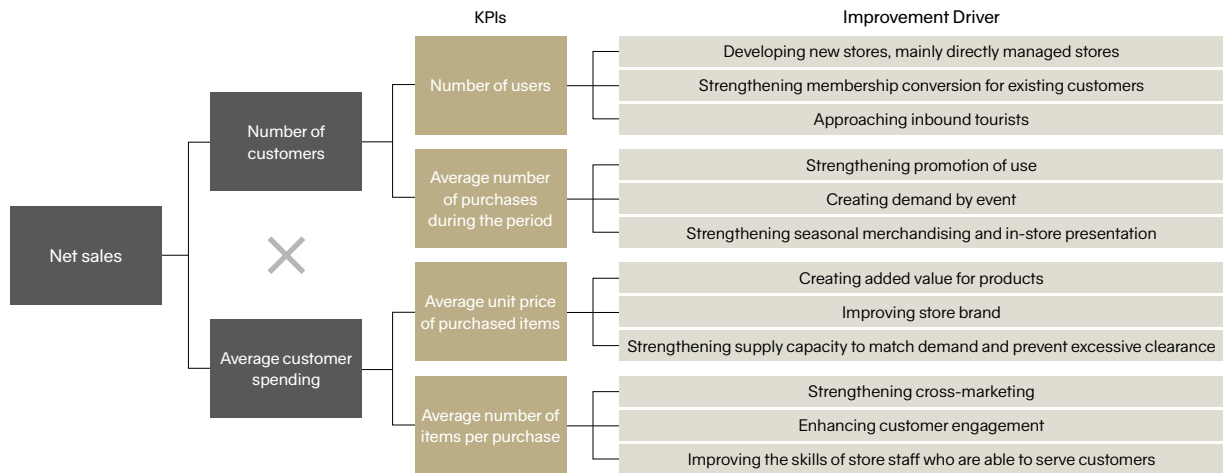 KPIs
Improvement Driver
Net sales
Number of
customers
×
Average customer
spending
Number of users
Developing new stores, mainly directly managed stores
Strengthening membership conversion for existing customers
Approaching inbound tourists
Average number
of purchases
during the period
Strengthening promotion of use
Creating demand by event
Strengthening seasonal merchandising and in-store presentation
Average unit price
of purchased items
Creating added value for products
Improving store brand
Strengthening supply capacity to match demand and prevent excessive clearance
Average number of
items per purchase
Strengthening cross-marketing
Enhancing customer engagement
Improving the skills of store staff who are able to serve customers